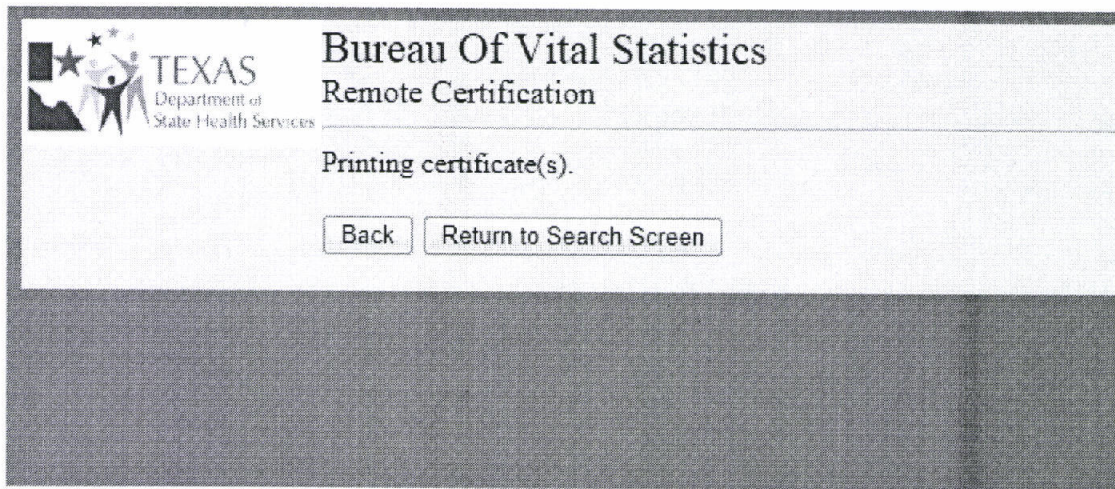 TEXAS
Department of
State Health Services
Bureau Of Vital Statistics
Remote Certification
Printing certificate(s).
Back
Return to Search Screen